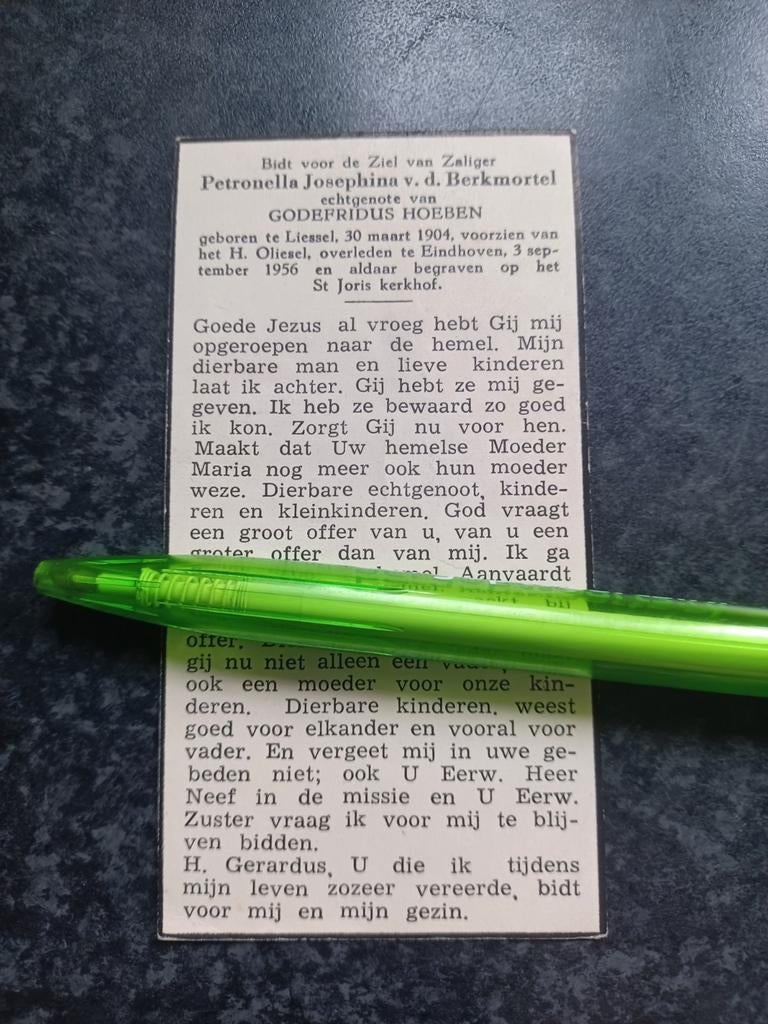 Bidt voor de Ziel van Zaliger
Petronella Josephina v. d. Berkmortel
echtgenote van
GODEFRIDUS HOEBEN
geboren te Liessel, 30 maart 1904, voorzien van
het H. Oliesel, overleden te Eindhoven, 3 sep-
tember 1956 en aldaar begraven op het
St Joris kerkhof.
Goede Jezus al vroeg hebt Gij mij
opgeroepen naar de hemel. Mijn
dierbare man en lieve kinderen
laat ik achter. Gij hebt ze mij ge-
geven. Ik heb ze bewaard zo goed
ik kon. Zorgt Gij nu voor hen.
Maakt dat Uw hemelse Moeder
Maria nog meer ook hun moeder
weze. Dierbare echtgenoot, kinde-
ren en kleinkinderen. God vraagt
een groot offer van u, van u een
groter offer dan van mij. Ik ga
Aanvaardt
offer.
gij nu niet alleen een
ook een moeder voor onze kin-
deren. Dierbare kinderen, weest
goed voor elkander en vooral voor
vader. En vergeet mij in uwe ge-
beden niet; ook U Eerw. Heer
Neef in de missie en U Eerw.
Zuster vraag ik voor mij te blij-
ven bidden.
H. Gerardus, U die ik tijdens
mijn leven zozeer vereerde, bidt
voor mij en mijn gezin.